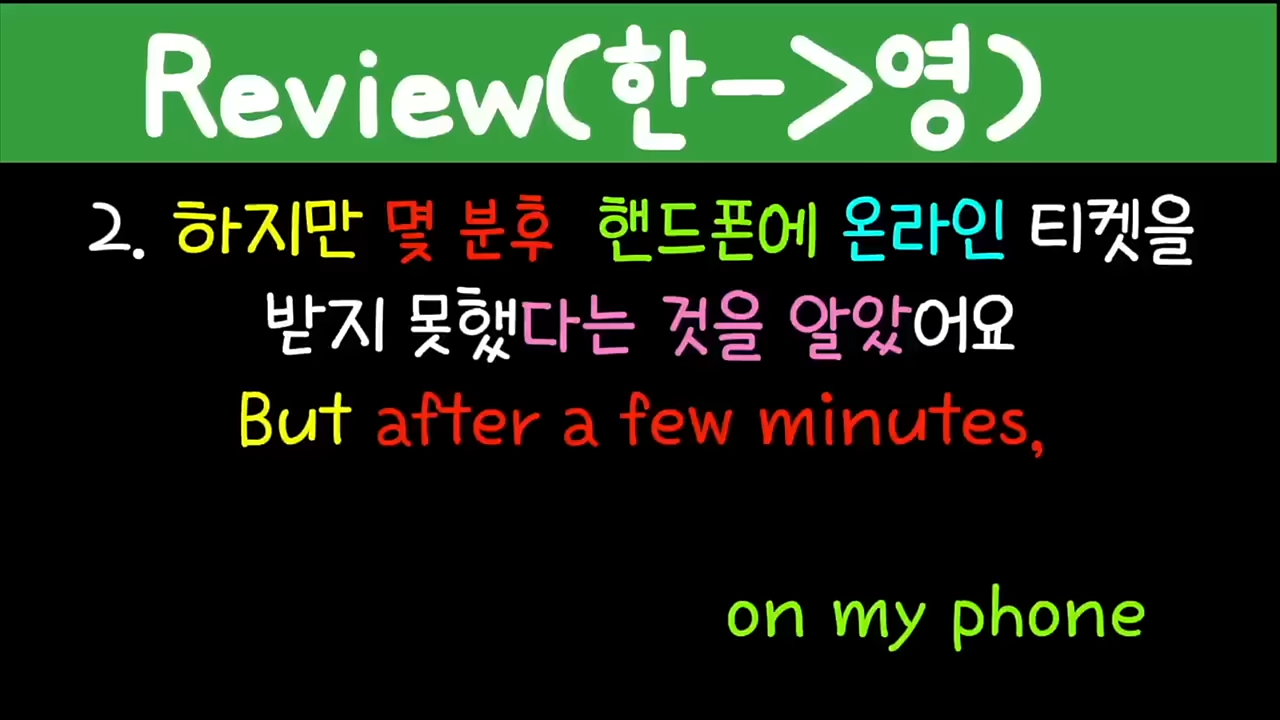 Review(한->영)
2. 하지만 몇 분후 핸드폰에 온라인 티켓을
받지 못했다는 것을 알았어요
But after a few minutes,
on my phone